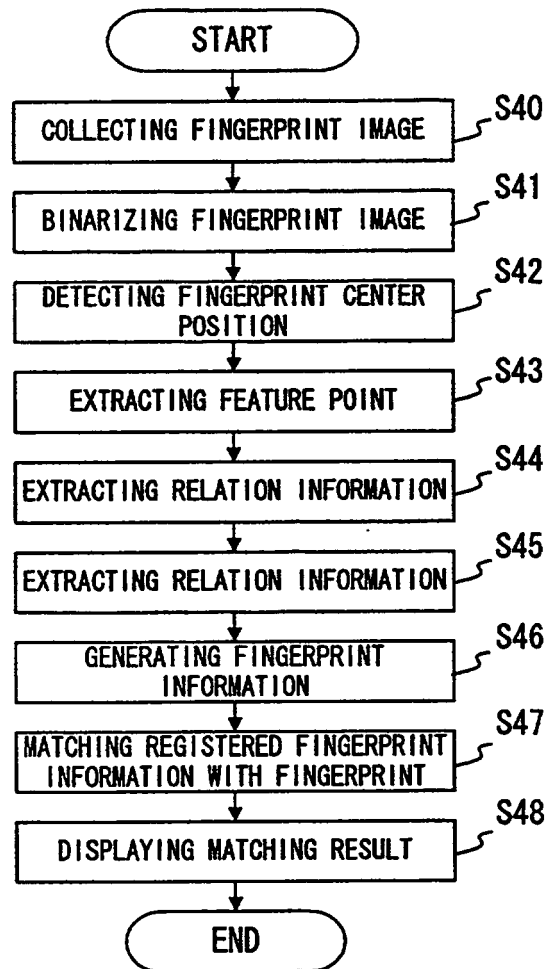 START
S40
COLLECTING FINGERPRINT IMAGE
S41
BINARIZING FINGERPRINT IMAGE
S42
DETECTING FINGERPRINT CENTER
POSITION
S43
EXTRACTING FEATURE POINT
S44
EXTRACTING RELATION INFORMATION
S45
EXTRACTING RELATION INFORMATION
S46
GENERATING FINGERPRINT
INFORMATION
S47
MATCHING REGISTERED FINGERPRINT
INFORMATION WITH FINGERPRINT
S48
DISPLAYING MATCHING RESULT
END